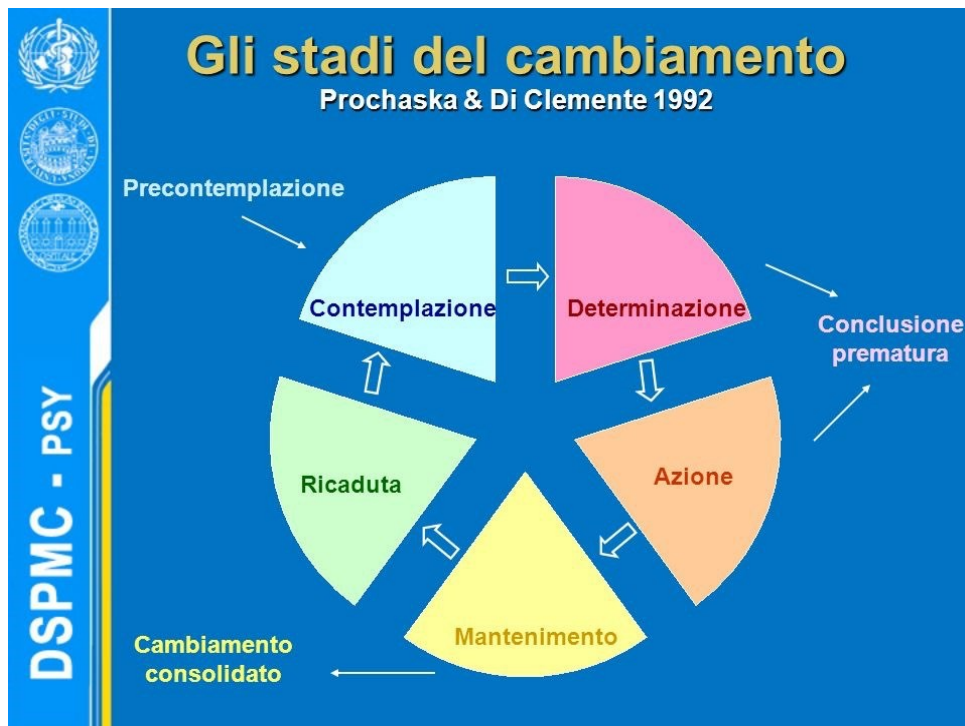 Gli stadi del cambiamento
Prochaska & Di Clemente 1992
Precontemplazione
Contemplazione
Determinazione
Conclusione
prematura
Ricaduta
Azione
Mantenimento
Cambiamento
consolidato
DSPMC - PSY